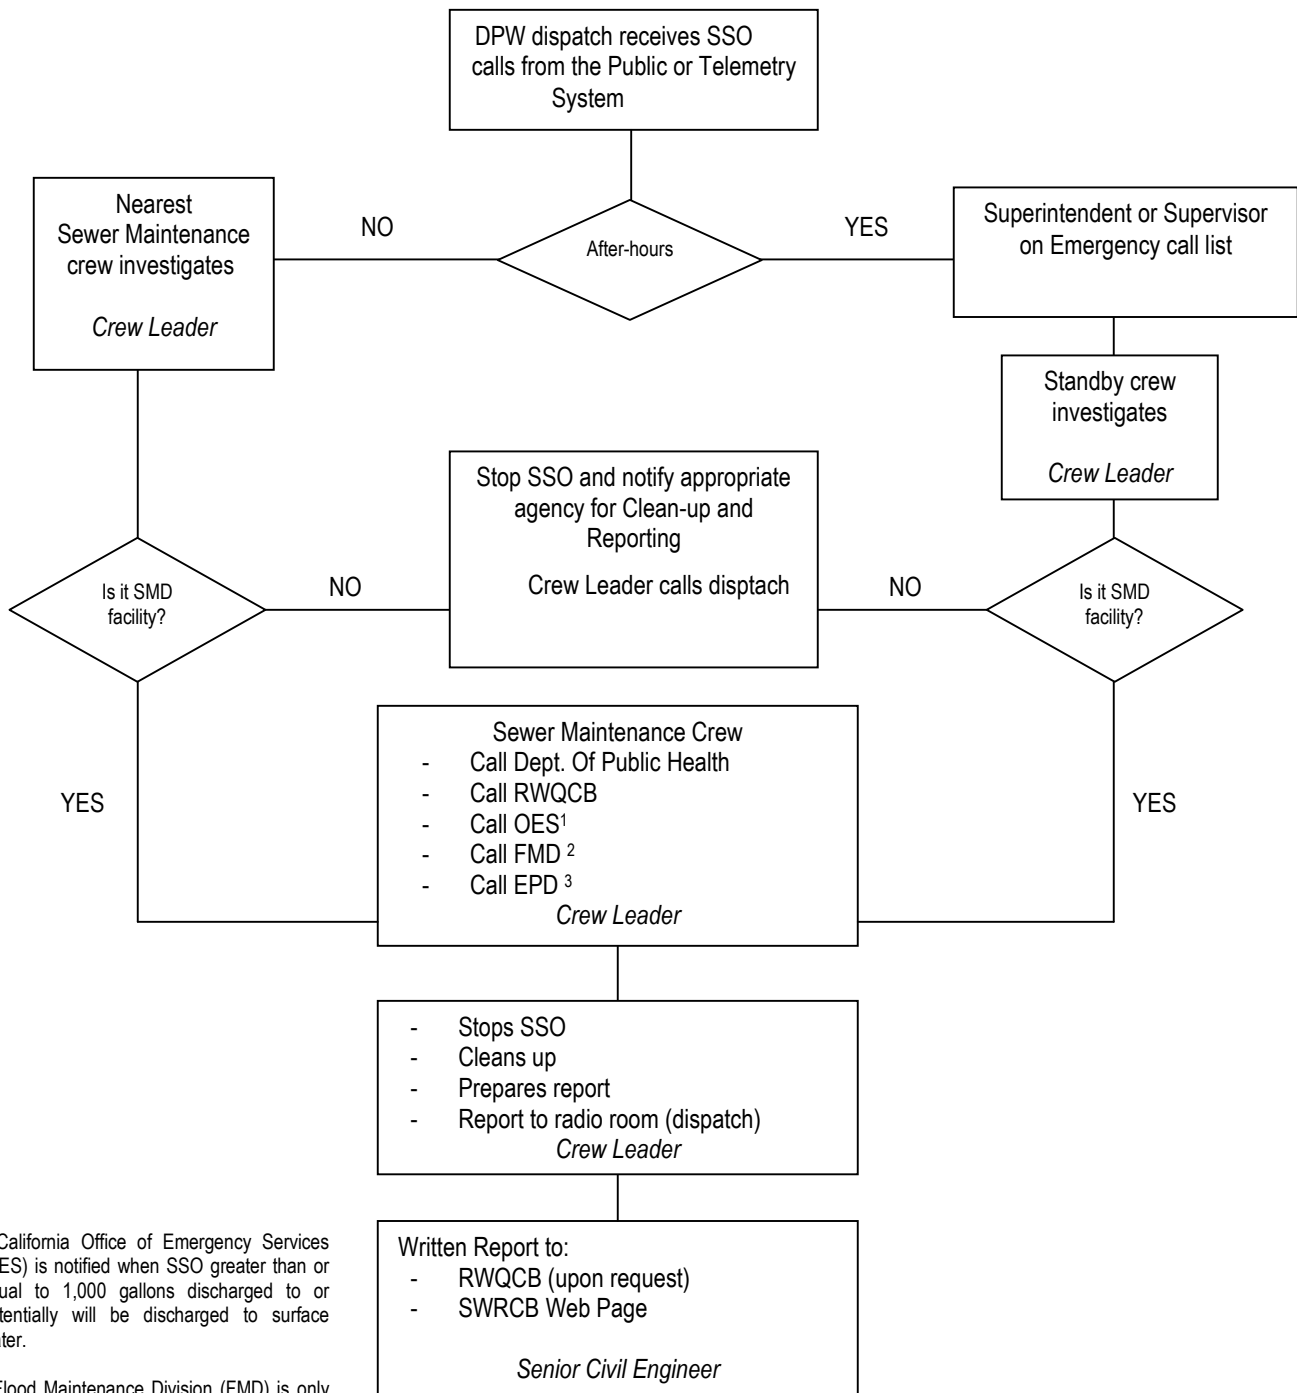 DPW dispatch receives SSO
calls from the Public or Telemetry
System
Nearest
Sewer Maintenance
crew investigates
Crew Leader
NO
After-hours
YES
Superintendent or Supervisor
on Emergency call list
Standby crew
investigates
Crew Leader
Stop SSO and notify appropriate
agency for Clean-up and
Reporting
Crew Leader calls disptach
Is it SMD
facility?
NO
NO
Is it SMD
facility?
YES
Sewer Maintenance Crew
- Call Dept. Of Public Health
- Call RWQCB
- Call OES1
- Call FMD 2
- Call EPD 3
Crew Leader
YES
- Stops SSO
- Cleans up
- Prepares report
- Report to radio room (dispatch)
Crew Leader
Written Report to:
- RWQCB (upon request)
- SWRCB Web Page
Senior Civil Engineer
California Office of Emergency Services
ES) is notified when SSO greater than or
ual to 1,000 gallons discharged to or
tentially will be discharged to surface
ter.
Flood Maintenance Division (FMD) is only